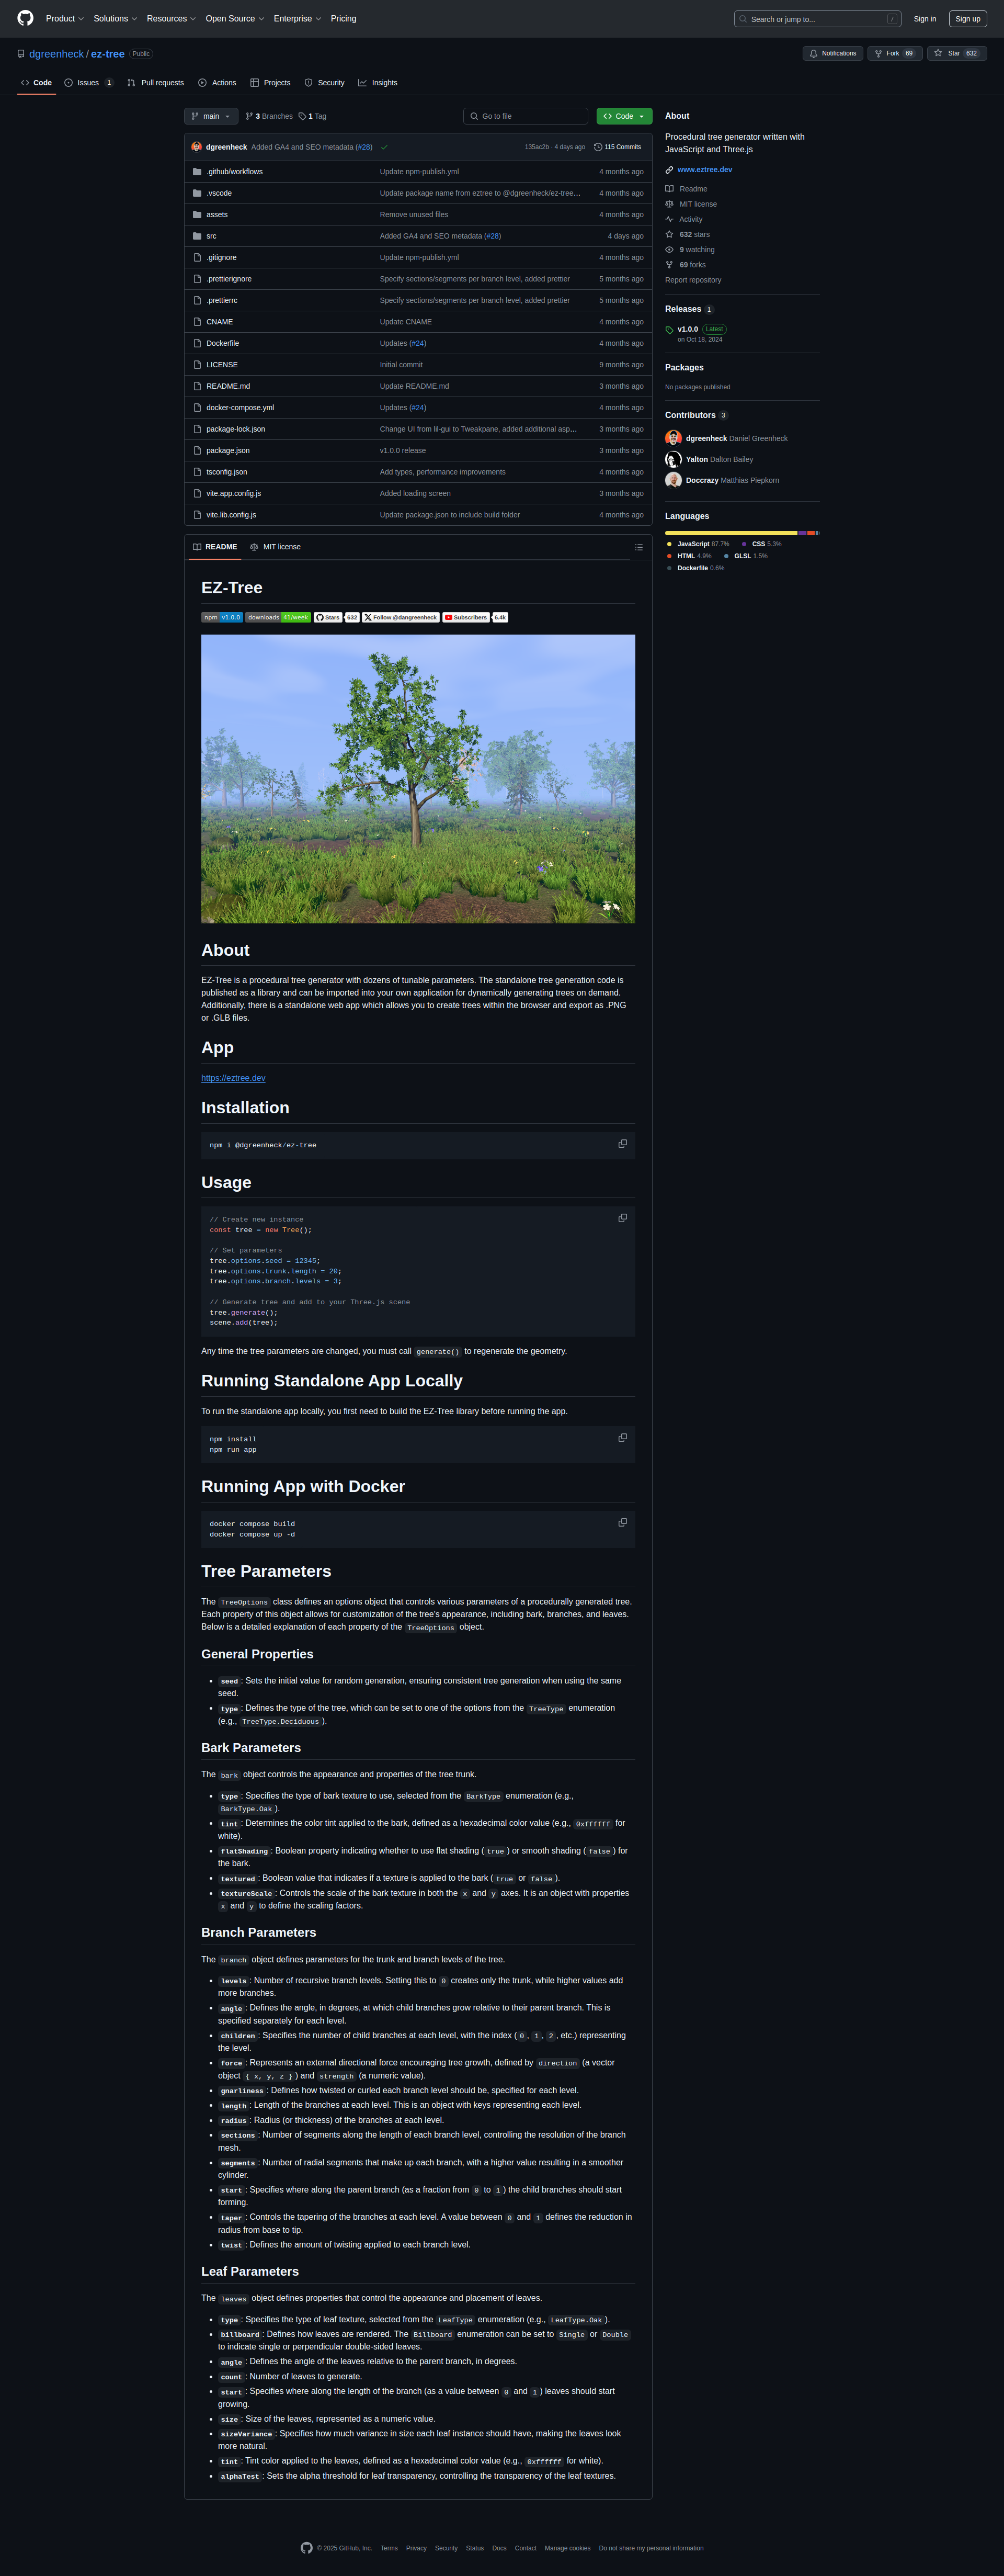 Product Solutions Resources Open Source Enterprise Pricing Search or jump to... / Sign in Sign up
dgreenheck / ez-tree Public Notifications Fork 69 Star 632
Code Issues 1 Pull requests Actions Projects Security Insights
main 3 Branches 1 Tag Go to file Code
dgreenheck Added GA4 and SEO metadata (#28) 135ac2b · 4 days ago 115 Commits
.github/workflows Update npm-publish.yml 4 months ago
.vscode Update package name from eztree to @dgreenheck/ez-tree… 4 months ago
assets Remove unused files 4 months ago
src Added GA4 and SEO metadata (#28) 4 days ago
.gitignore Update npm-publish.yml 4 months ago
.prettierignore Specify sections/segments per branch level, added prettier 5 months ago
.prettierrc Specify sections/segments per branch level, added prettier 5 months ago
CNAME Update CNAME 4 months ago
Dockerfile Updates (#24) 4 months ago
LICENSE Initial commit 9 months ago
README.md Update README.md 3 months ago
docker-compose.yml Updates (#24) 4 months ago
package-lock.json Change UI from lil-gui to Tweakpane, added additional asp… 3 months ago
package.json v1.0.0 release 3 months ago
tsconfig.json Add types, performance improvements 4 months ago
vite.app.config.js Added loading screen 3 months ago
vite.lib.config.js Update package.json to include build folder 4 months ago
README MIT license
EZ-Tree
npm v1.0.0 downloads 41/week Stars 632 Follow @dangreenheck Subscribers 6.4k
About
EZ-Tree is a procedural tree generator with dozens of tunable parameters. The standalone tree generation code is
published as a library and can be imported into your own application for dynamically generating trees on demand.
Additionally, there is a standalone web app which allows you to create trees within the browser and export as .PNG
or .GLB files.
App
https://eztree.dev
Installation
npm i @dgreenheck/ez-tree
Usage
// Create new instance
const tree = new Tree();
// Set parameters
tree.options.seed = 12345;
tree.options.trunk.length = 20;
tree.options.branch.levels = 3;
// Generate tree and add to your Three.js scene
tree.generate();
scene.add(tree);
Any time the tree parameters are changed, you must call generate() to regenerate the geometry.
Running Standalone App Locally
To run the standalone app locally, you first need to build the EZ-Tree library before running the app.
npm install
npm run app
Running App with Docker
docker compose build
docker compose up -d
Tree Parameters
The TreeOptions class defines an options object that controls various parameters of a procedurally generated tree.
Each property of this object allows for customization of the tree's appearance, including bark, branches, and leaves.
Below is a detailed explanation of each property of the TreeOptions object.
General Properties
• seed: Sets the initial value for random generation, ensuring consistent tree generation when using the same
seed.
• type: Defines the type of the tree, which can be set to one of the options from the TreeType enumeration
(e.g., TreeType.Deciduous).
Bark Parameters
The bark object controls the appearance and properties of the tree trunk.
• type: Specifies the type of bark texture to use, selected from the BarkType enumeration (e.g.,
BarkType.Oak).
• tint: Determines the color tint applied to the bark, defined as a hexadecimal color value (e.g., 0xffffff for
white).
• flatShading: Boolean property indicating whether to use flat shading (true) or smooth shading (false) for
the bark.
• textured: Boolean value that indicates if a texture is applied to the bark (true or false).
• textureScale: Controls the scale of the bark texture in both the x and y axes. It is an object with properties
x and y to define the scaling factors.
Branch Parameters
The branch object defines parameters for the trunk and branch levels of the tree.
• levels: Number of recursive branch levels. Setting this to 0 creates only the trunk, while higher values add
more branches.
• angle: Defines the angle, in degrees, at which child branches grow relative to their parent branch. This is
specified separately for each level.
• children: Specifies the number of child branches at each level, with the index (0, 1, 2, etc.) representing
the level.
• force: Represents an external directional force encouraging tree growth, defined by direction (a vector
object { x, y, z }) and strength (a numeric value).
• gnarliness: Defines how twisted or curled each branch level should be, specified for each level.
• length: Length of the branches at each level. This is an object with keys representing each level.
• radius: Radius (or thickness) of the branches at each level.
• sections: Number of segments along the length of each branch level, controlling the resolution of the branch
mesh.
• segments: Number of radial segments that make up each branch, with a higher value resulting in a smoother
cylinder.
• start: Specifies where along the parent branch (as a fraction from 0 to 1) the child branches should start
forming.
• taper: Controls the tapering of the branches at each level. A value between 0 and 1 defines the reduction in
radius from base to tip.
• twist: Defines the amount of twisting applied to each branch level.
Leaf Parameters
The leaves object defines properties that control the appearance and placement of leaves.
• type: Specifies the type of leaf texture, selected from the LeafType enumeration (e.g., LeafType.Oak).
• billboard: Defines how leaves are rendered. The Billboard enumeration can be set to Single or Double
to indicate single or perpendicular double-sided leaves.
• angle: Defines the angle of the leaves relative to the parent branch, in degrees.
• count: Number of leaves to generate.
• start: Specifies where along the length of the branch (as a value between 0 and 1) leaves should start
growing.
• size: Size of the leaves, represented as a numeric value.
• sizeVariance: Specifies how much variance in size each leaf instance should have, making the leaves look
more natural.
• tint: Tint color applied to the leaves, defined as a hexadecimal color value (e.g., 0xffffff for white).
• alphaTest: Sets the alpha threshold for leaf transparency, controlling the transparency of the leaf textures.
About
Procedural tree generator written with
JavaScript and Three.js
www.eztree.dev
Readme
MIT license
Activity
632 stars
9 watching
69 forks
Report repository
Releases 1
v1.0.0 Latest
on Oct 18, 2024
Packages
No packages published
Contributors 3
dgreenheck Daniel Greenheck
Yalton Dalton Bailey
Doccrazy Matthias Piepkorn
Languages
JavaScript 87.7% CSS 5.3%
HTML 4.9% GLSL 1.5%
Dockerfile 0.6%
© 2025 GitHub, Inc. Terms Privacy Security Status Docs Contact Manage cookies Do not share my personal information